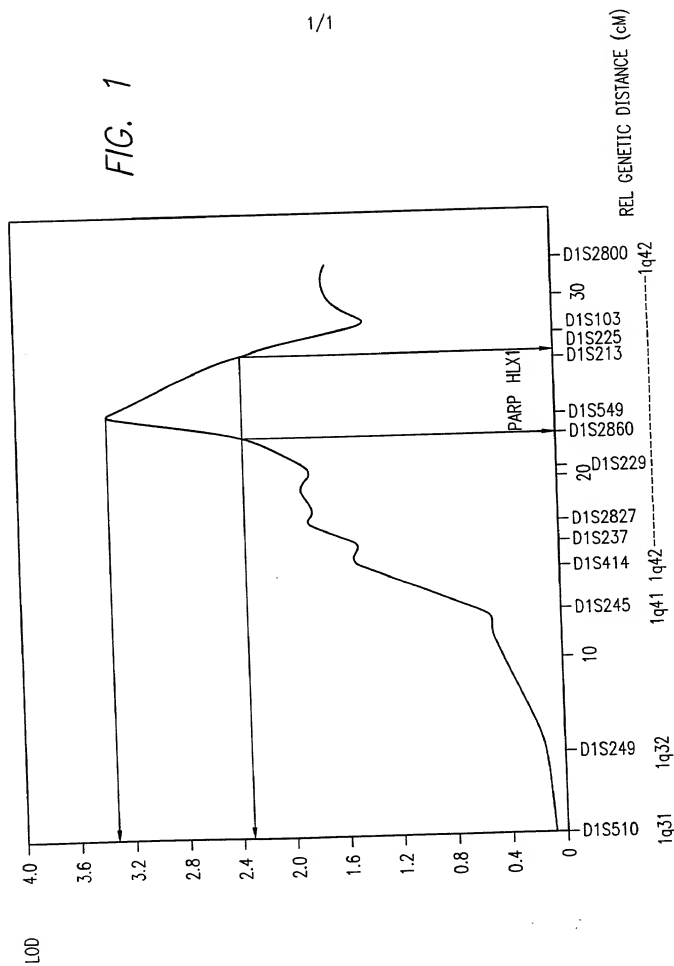 1/1
FIG. 1
LOD
4.0
3.6
3.2
2.8
2.4
2.0
1.6
1.2
0.8
0.4
0
PARP HLX1
D1S510
D1S249
10
D1S245
D1S414
D1S237
D1S2827
20
D1S229
D1S2860
D1S549
D1S213
D1S225
D1S103
30
D1S2800
1q31
1q32
1q41
1q42----------------------------1q42
REL GENETIC DISTANCE (cM)